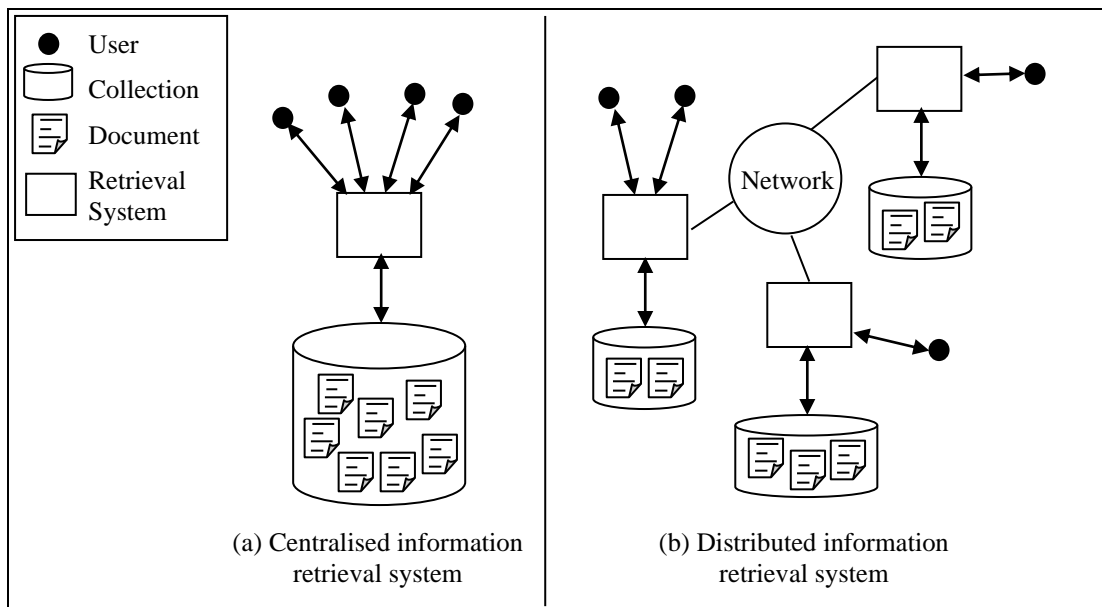 User
Collection
Document
Retrieval
System
Network
(a) Centralised information
retrieval system
(b) Distributed information
retrieval system